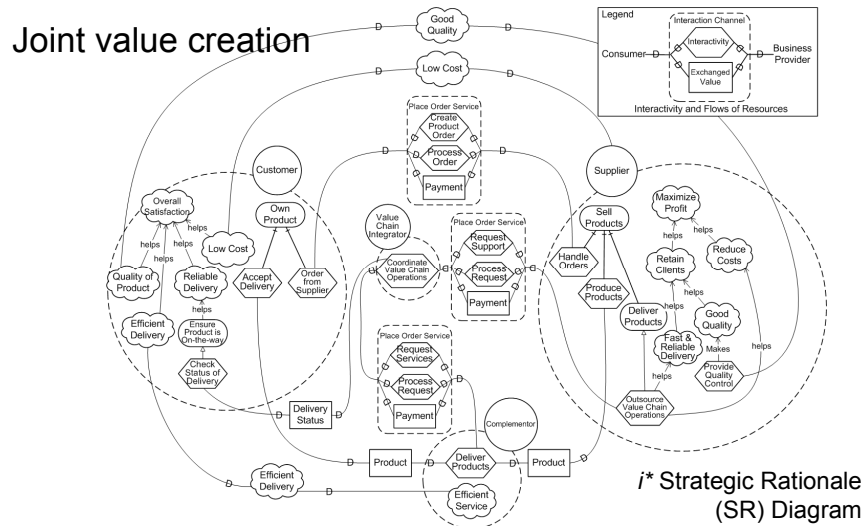 Joint value creation
Good
Quality
Low Cost
Legend
Interaction Channel
Interactivity
Consumer
D
D
D
Business
Provider
D
D
D
Exchanged
Value
Interactivity and Flows of Resources
Place Order Service
Create
Product
Order
Process
Order
Payment
D
D
D
D
D
D
D
D
D
D
D
D
Customer
Overall
Satisfaction
Own
Product
helps
helps
helps
Low Cost
Quality of
Product
Reliable
Delivery
Accept
Delivery
Order
from
Supplier
helps
Efficient
Delivery
Ensure
Product is
On-the-way
Check
Status of
Delivery
Value
Chain
Integrator
Coordinate
Value Chain
Operations
Place Order Service
Request
Support
Process
Request
Payment
D
D
D
D
D
D
D
D
Supplier
Sell
Products
Maximize
Profit
helps
helps
Handle
Orders
Retain
Clients
Reduce
Costs
Produce
Products
helps
helps
Deliver
Products
Good
Quality
Fast &
Reliable
Delivery
Makes
helps
helps
Provide
Quality
Control
Outsource
Value Chain
Operations
Place Order Service
Request
Services
Process
Request
Payment
D
D
D
D
D
D
D
D
D
Delivery
Status
D
D
Complementor
Product
D
D
Deliver
Products
D
D
Product
Efficient
Delivery
D
D
Efficient
Service
i* Strategic Rationale
(SR) Diagram